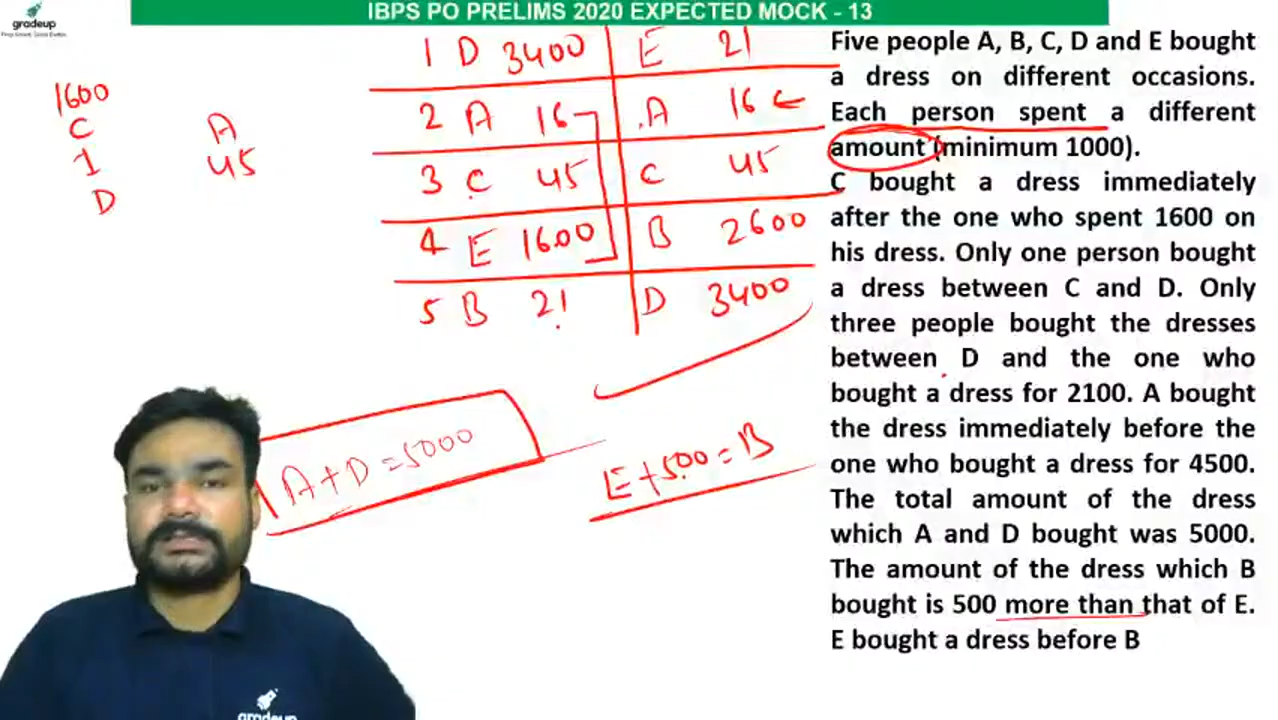 gradeup
Prep Smart. Score Better.
IBPS PO PRELIMS 2020 EXPECTED MOCK - 13
1600
C A
1 45
D
1 D 3400 E 21
2 A 16 A 16 ←
3 C 45 C 45
4 E 1600 B 2600
5 B 21 D 3400
A+D=5000
E+500=B
Five people A, B, C, D and E bought
a dress on different occasions.
Each person spent a different
amount (minimum 1000).
C bought a dress immediately
after the one who spent 1600 on
his dress. Only one person bought
a dress between C and D. Only
three people bought the dresses
between D and the one who
bought a dress for 2100. A bought
the dress immediately before the
one who bought a dress for 4500.
The total amount of the dress
which A and D bought was 5000.
The amount of the dress which B
bought is 500 more than that of E.
E bought a dress before B
gradeup